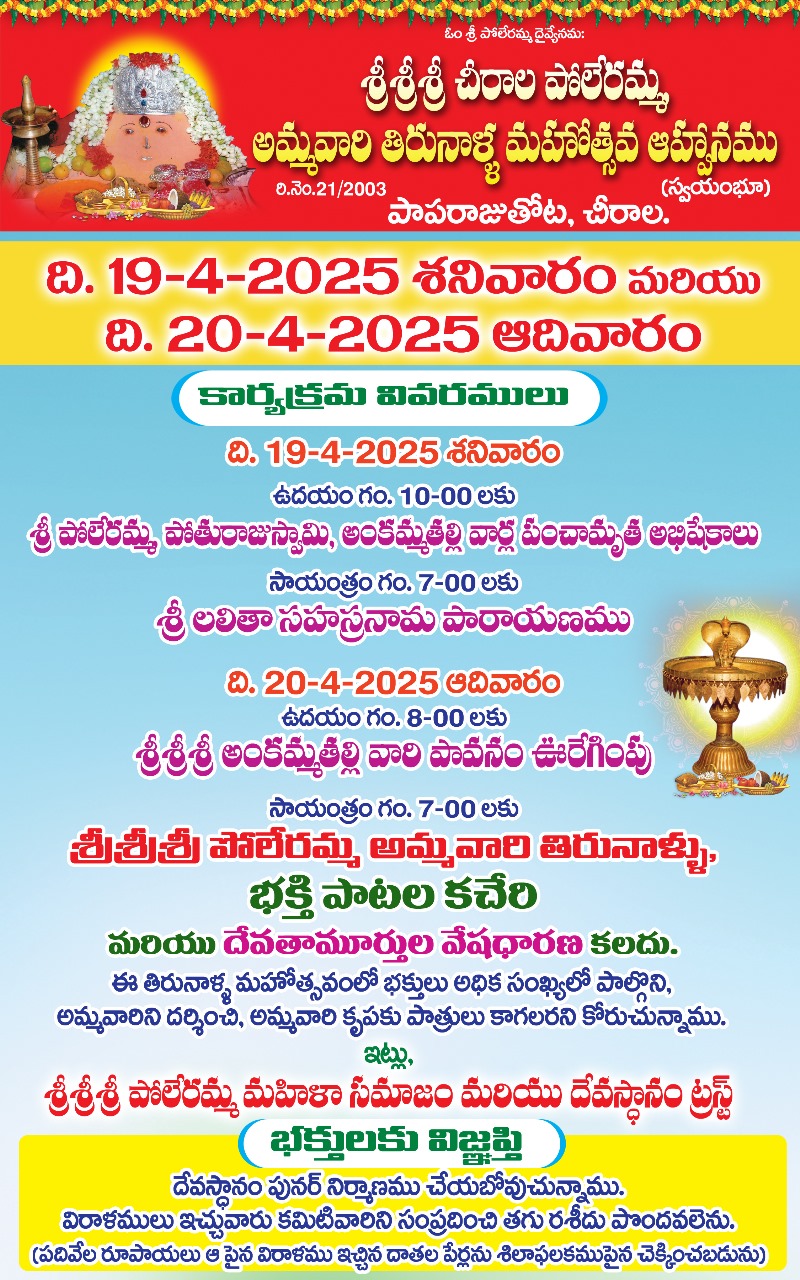 ఓం శ్రీ పోలేరమ్మ దైవ్యేనమ:
శ్రీశ్రీశ్రీ చీరాల పోలేరమ్మ
అమ్మవారి తిరునాళ్ళ మహోత్సవ ఆహ్వానము
రి.నెం.21/2003 (స్వయంభూ)
పాపరాజుతోట, చీరాల.
ది. 19-4-2025 శనివారం మరియు
ది. 20-4-2025 ఆదివారం
కార్యక్రమ వివరములు
ది. 19-4-2025 శనివారం
ఉదయం గం. 10-00 లకు
శ్రీ పోలేరమ్మ, పోతురాజుస్వామి, అంకమ్మతల్లి వార్ల పంచామృత అభిషేకాలు
సాయంత్రం గం. 7-00 లకు
శ్రీ లలితా సహస్రనామ పారాయణము
ది. 20-4-2025 ఆదివారం
ఉదయం గం. 8-00 లకు
శ్రీశ్రీశ్రీ అంకమ్మతల్లి వారి పావనం ఊరేగింపు
సాయంత్రం గం. 7-00 లకు
శ్రీశ్రీశ్రీ పోలేరమ్మ అమ్మవారి తిరునాళ్ళు,
భక్తి పాటల కచేరి
మరియు దేవతామూర్తుల వేషధారణ కలదు.
ఈ తిరునాళ్ళ మహోత్సవంలో భక్తులు అధిక సంఖ్యలో పాల్గొని,
అమ్మవారిని దర్శించి, అమ్మవారి కృపకు పాత్రులు కాగలరని కోరుచున్నాము.
ఇట్లు,
శ్రీశ్రీశ్రీ పోలేరమ్మ మహిళా సమాజం మరియు దేవస్థానం ట్రస్ట్
భక్తులకు విజ్ఞప్తి
దేవస్థానం పునర్ నిర్మాణము చేయబోవుచున్నాము.
విరాళములు ఇచ్చువారు కమిటివారిని సంప్రదించి తగు రశీదు పొందవలెను.
(పదివేల రూపాయలు ఆ పైన విరాళము ఇచ్చిన దాతల పేర్లను శిలాఫలకముపైన చెక్కించబడును)